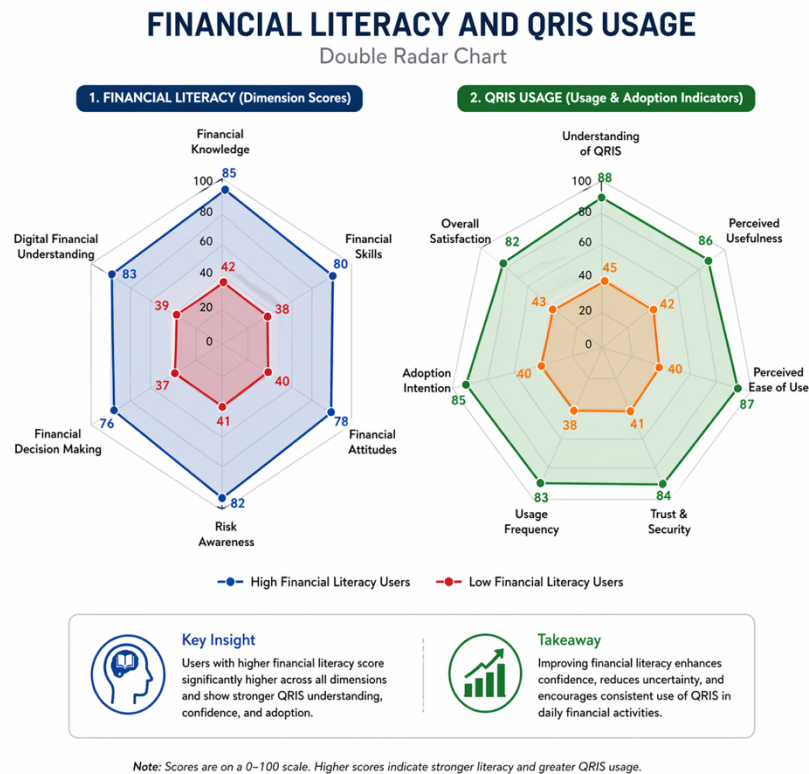 FINANCIAL LITERACY AND QRIS USAGE
Double Radar Chart
1. FINANCIAL LITERACY (Dimension Scores)
Financial
Knowledge
85
100
80
60
40
20
0
Digital Financial
Understanding
83
Financial
Skills
80
42
39
38
37
40
41
Financial
Decision Making
76
Financial
Attitudes
78
82
Risk
Awareness
2. QRIS USAGE (Usage & Adoption Indicators)
Understanding
of QRIS
88
100
80
60
40
20
0
Overall
Satisfaction
82
Perceived
Usefulness
86
45
43
42
40
40
38
41
Adoption
Intention
85
Perceived
Ease of Use
87
83
84
Usage
Frequency
Trust &
Security
High Financial Literacy Users
Low Financial Literacy Users
Key Insight
Users with higher financial literacy score
significantly higher across all dimensions
and show stronger QRIS understanding,
confidence, and adoption.
Takeaway
Improving financial literacy enhances
confidence, reduces uncertainty, and
encourages consistent use of QRIS in
daily financial activities.
Note: Scores are on a 0–100 scale. Higher scores indicate stronger literacy and greater QRIS usage.